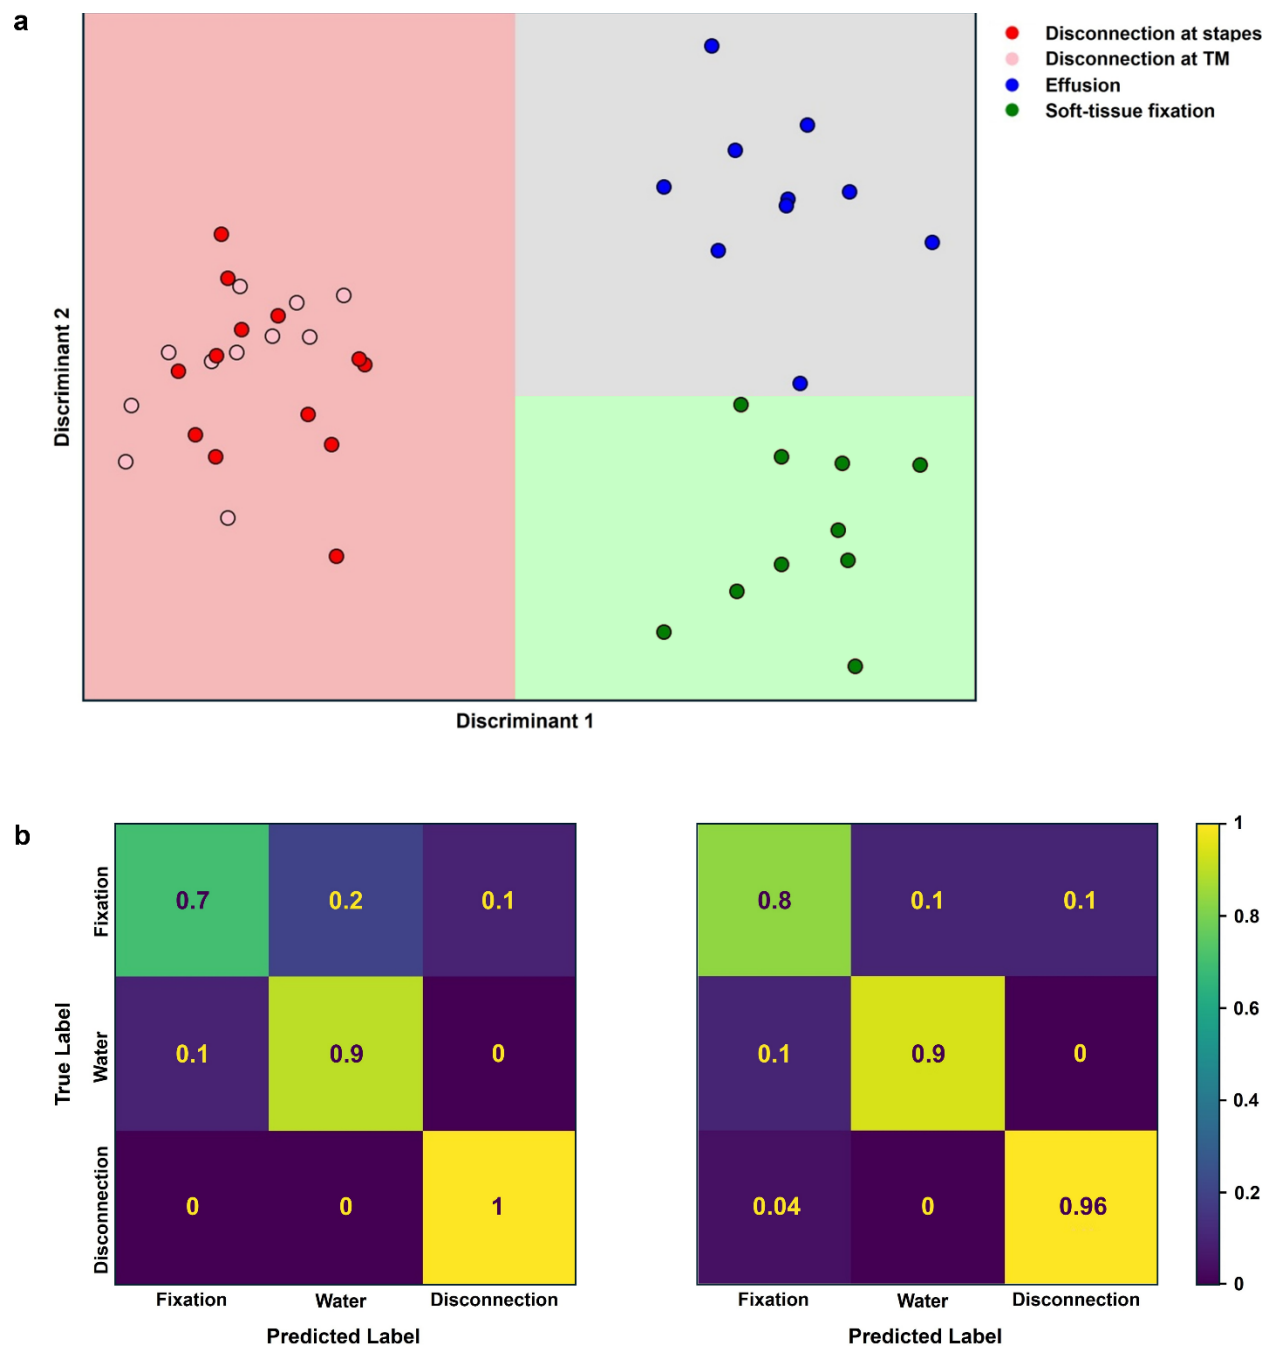 a
Disconnection at stapes
Disconnection at TM
Effusion
Soft-tissue fixation
Discriminant 2
Discriminant 1
b
True Label
Fixation
Water
Disconnection
0.7 0.2 0.1
0.1 0.9 0
0 0 1
Fixation Water Disconnection
Predicted Label
0.8 0.1 0.1
0.1 0.9 0
0.04 0 0.96
Fixation Water Disconnection
Predicted Label
1
0.8
0.6
0.4
0.2
0